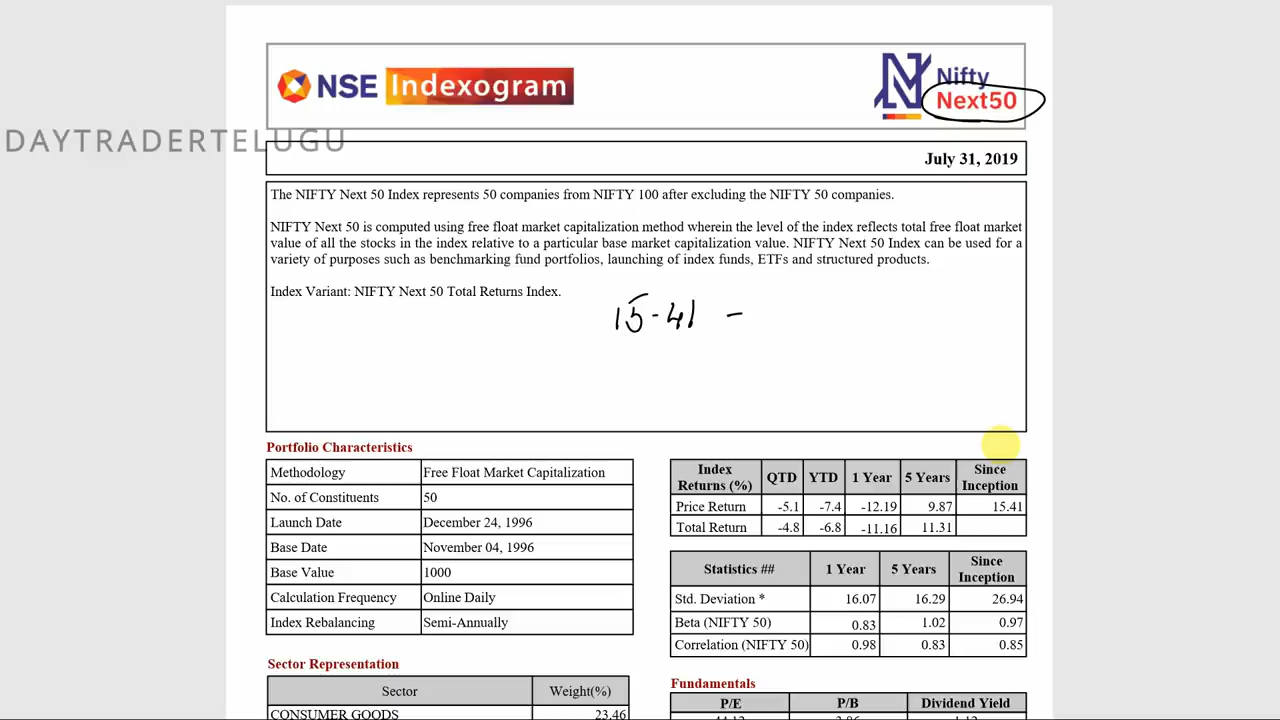 NSE Indexogram
Nifty
Next50
DAYTRADERTELUGU
July 31, 2019
The NIFTY Next 50 Index represents 50 companies from NIFTY 100 after excluding the NIFTY 50 companies.
NIFTY Next 50 is computed using free float market capitalization method wherein the level of the index reflects total free float market
value of all the stocks in the index relative to a particular base market capitalization value. NIFTY Next 50 Index can be used for a
variety of purposes such as benchmarking fund portfolios, launching of index funds, ETFs and structured products.
Index Variant: NIFTY Next 50 Total Returns Index.
15-41 -
Portfolio Characteristics
Methodology Free Float Market Capitalization
No. of Constituents 50
Launch Date December 24, 1996
Base Date November 04, 1996
Base Value 1000
Calculation Frequency Online Daily
Index Rebalancing Semi-Annually
Index Returns (%) QTD YTD 1 Year 5 Years Since Inception
Price Return -5.1 -7.4 -12.19 9.87 15.41
Total Return -4.8 -6.8 -11.16 11.31
Statistics ## 1 Year 5 Years Since Inception
Std. Deviation * 16.07 16.29 26.94
Beta (NIFTY 50) 0.83 1.02 0.97
Correlation (NIFTY 50) 0.98 0.83 0.85
Sector Representation
Sector Weight(%)
CONSUMER GOODS 23.46
Fundamentals
P/E P/B Dividend Yield